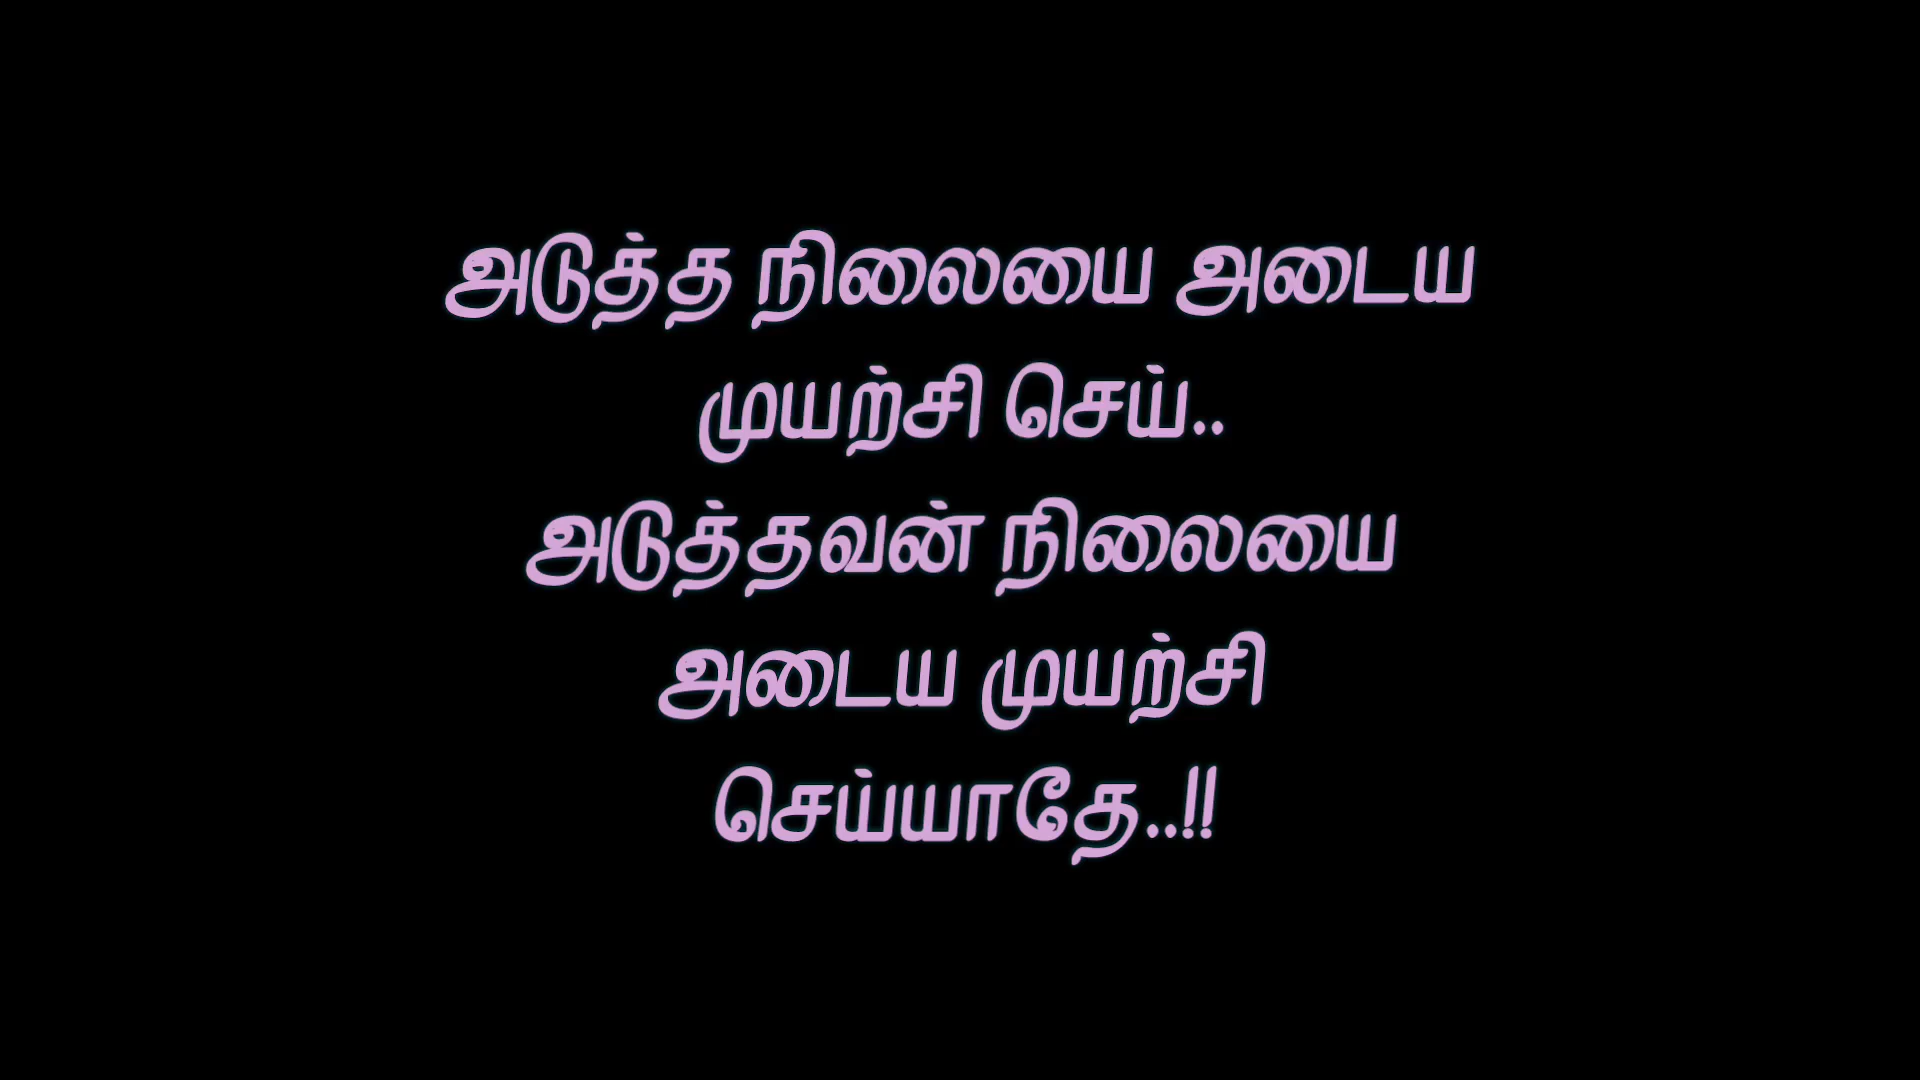 அடுத்த நிலையை அடைய
முயற்சி செய்..
அடுத்தவன் நிலையை
அடைய முயற்சி
செய்யாதே..!!